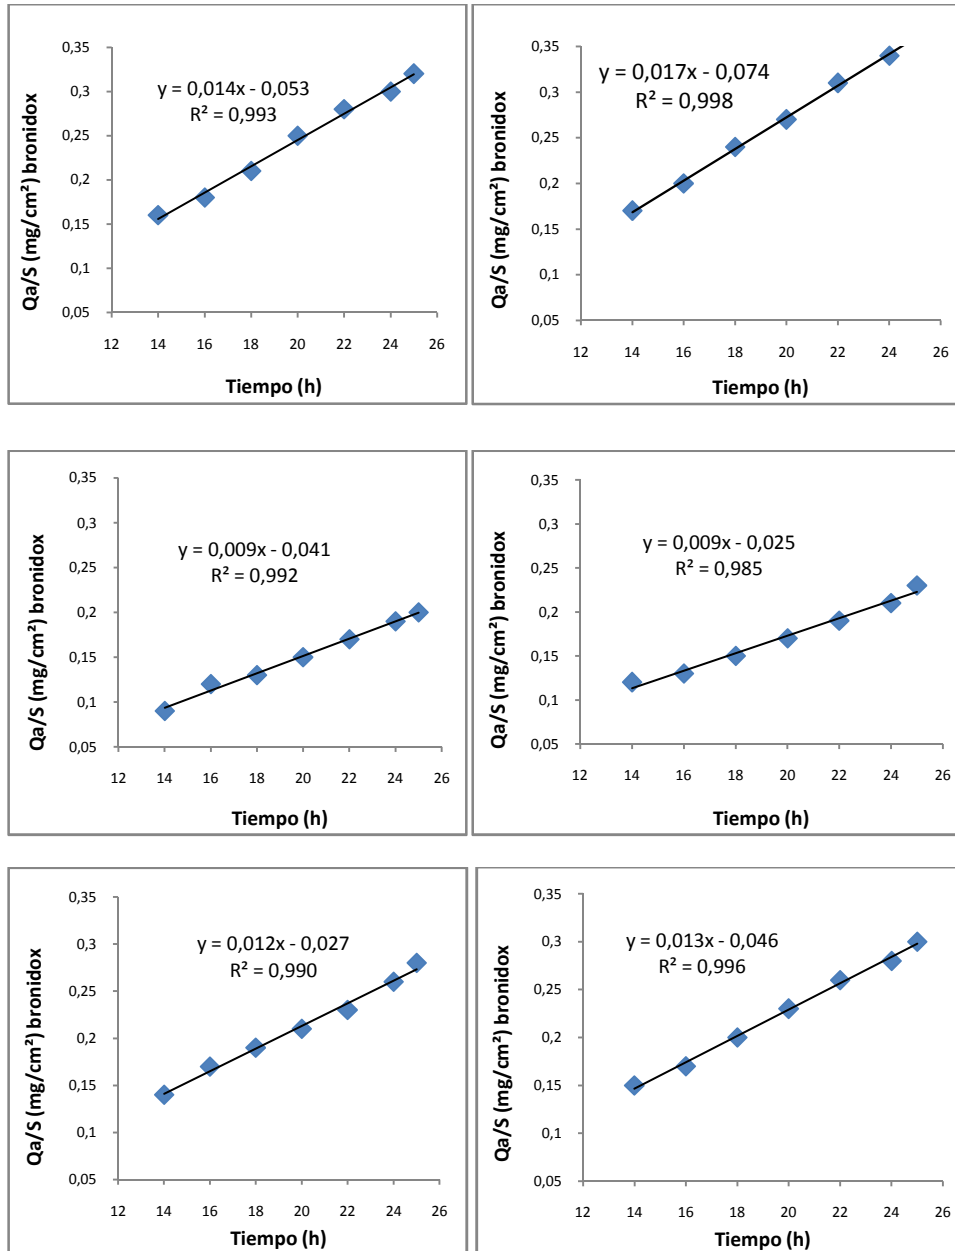 0,35
0,3
0,25
0,2
0,15
0,1
0,05
12 14 16 18 20 22 24 26
Qa/S (mg/cm²) bronidox
Tiempo (h)
y = 0,014x - 0,053
R² = 0,993
0,35
0,3
0,25
0,2
0,15
0,1
0,05
12 14 16 18 20 22 24 26
Qa/S (mg/cm²) bronidox
Tiempo (h)
y = 0,017x - 0,074
R² = 0,998
0,35
0,3
0,25
0,2
0,15
0,1
0,05
12 14 16 18 20 22 24 26
Qa/S (mg/cm²) bronidox
Tiempo (h)
y = 0,009x - 0,041
R² = 0,992
0,35
0,3
0,25
0,2
0,15
0,1
0,05
12 14 16 18 20 22 24 26
Qa/S (mg/cm²) bronidox
Tiempo (h)
y = 0,009x - 0,025
R² = 0,985
0,35
0,3
0,25
0,2
0,15
0,1
0,05
12 14 16 18 20 22 24 26
Qa/S (mg/cm²) bronidox
Tiempo (h)
y = 0,012x - 0,027
R² = 0,990
0,35
0,3
0,25
0,2
0,15
0,1
0,05
12 14 16 18 20 22 24 26
Qa/S (mg/cm²) bronidox
Tiempo (h)
y = 0,013x - 0,046
R² = 0,996